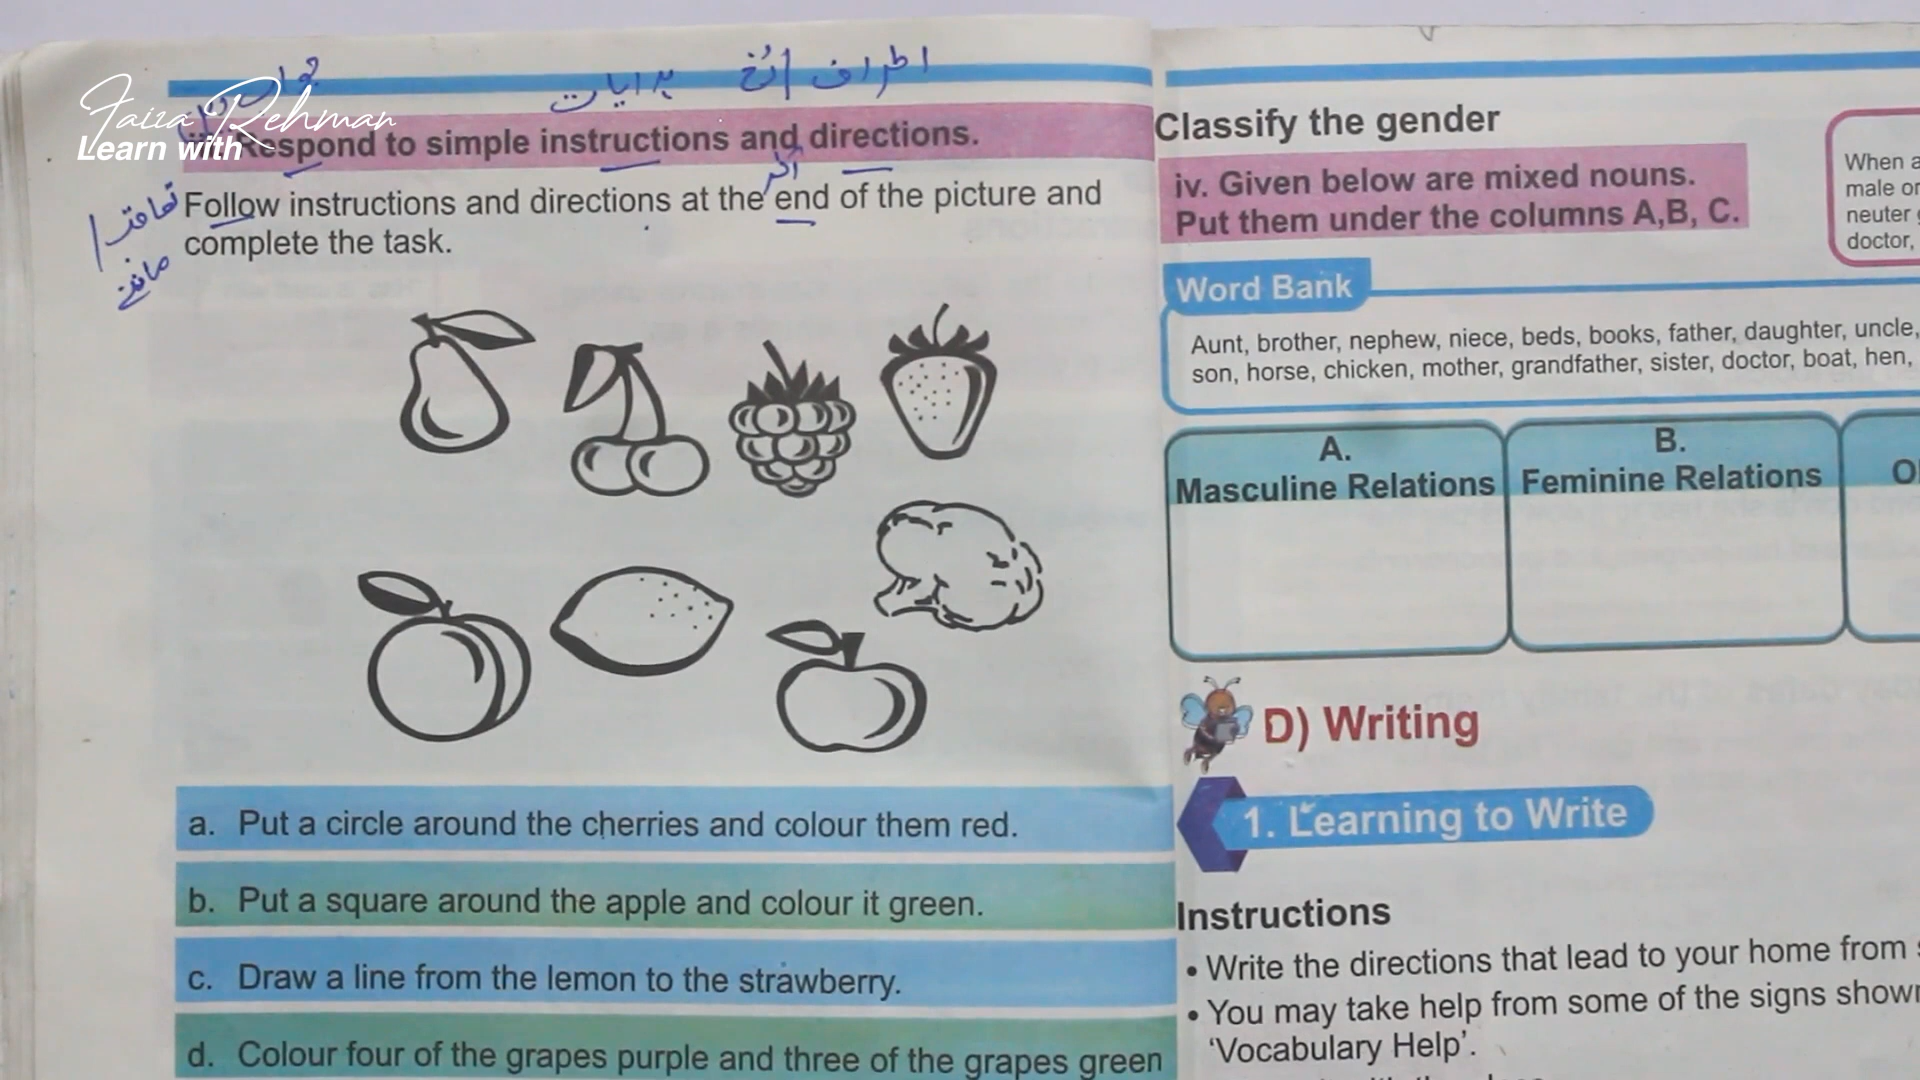 اطراف / رُخ ہدایات جواب دینا
Faiza Rehman
Learn with
Respond to simple instructions and directions.
آخر
Follow instructions and directions at the end of the picture and
complete the task.
a. Put a circle around the cherries and colour them red.
b. Put a square around the apple and colour it green.
c. Draw a line from the lemon to the strawberry.
d. Colour four of the grapes purple and three of the grapes green
Classify the gender
iv. Given below are mixed nouns.
Put them under the columns A,B, C.
When a
male or
neuter
doctor,
Word Bank
Aunt, brother, nephew, niece, beds, books, father, daughter, uncle,
son, horse, chicken, mother, grandfather, sister, doctor, boat, hen,
A.
Masculine Relations
B.
Feminine Relations
D) Writing
1. Learning to Write
Instructions
• Write the directions that lead to your home from
• You may take help from some of the signs shown
‘Vocabulary Help’.